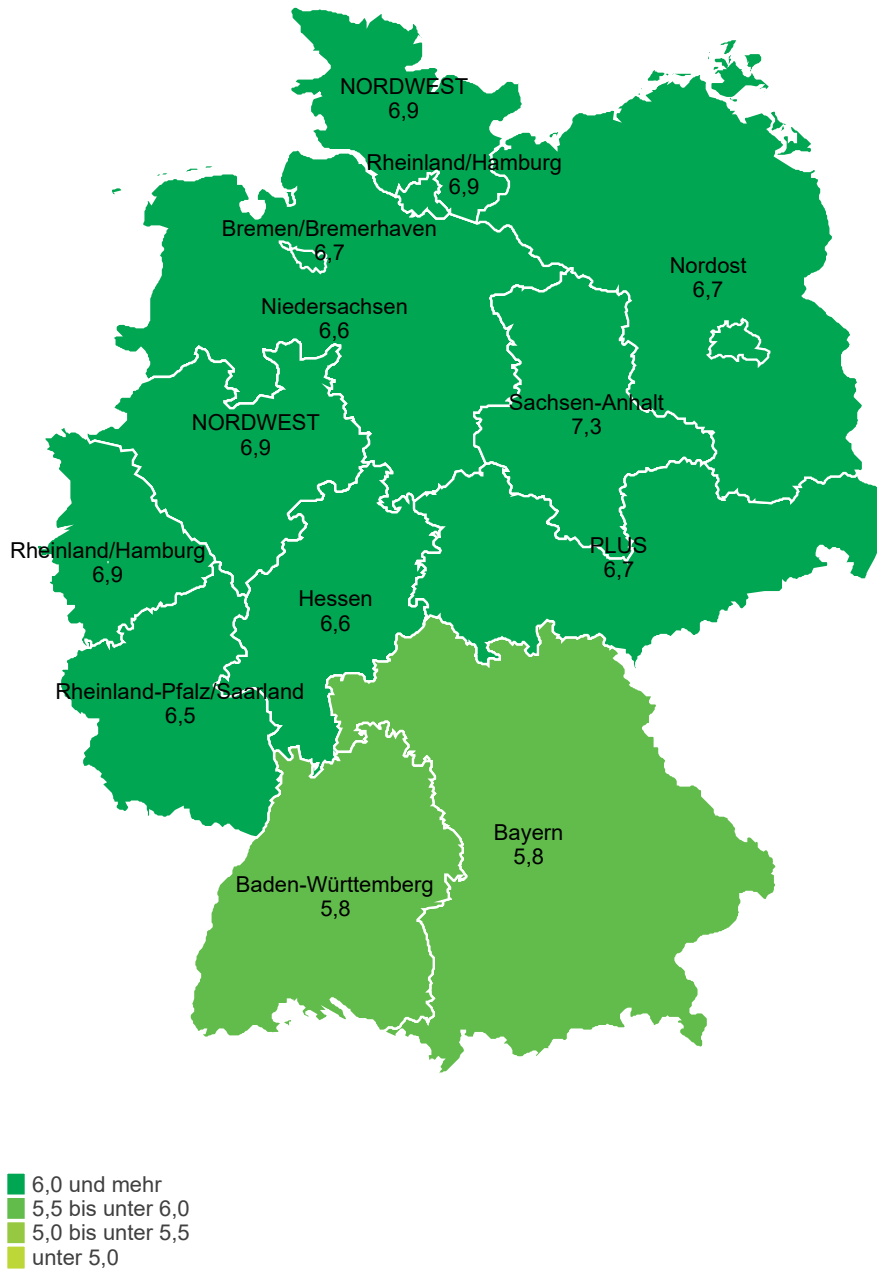 NORDWEST
6,9
Rheinland/Hamburg
6,9
Bremen/Bremerhaven
6,7
Nordost
6,7
Niedersachsen
6,6
Sachsen-Anhalt
7,3
NORDWEST
6,9
Rheinland/Hamburg
6,9
PLUS
6,7
Hessen
6,6
Rheinland-Pfalz/Saarland
6,5
Bayern
5,8
Baden-Württemberg
5,8
6,0 und mehr
5,5 bis unter 6,0
5,0 bis unter 5,5
unter 5,0